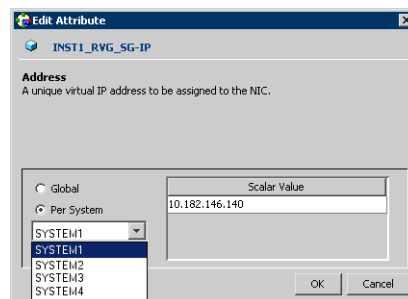 Edit Attribute
INST1_RVG_SG-IP
Address
A unique virtual IP address to be assigned to the NIC.
Global
Per System
Scalar Value
10.182.146.140
SYSTEM1
SYSTEM1
SYSTEM2
SYSTEM3
SYSTEM4
OK
Cancel